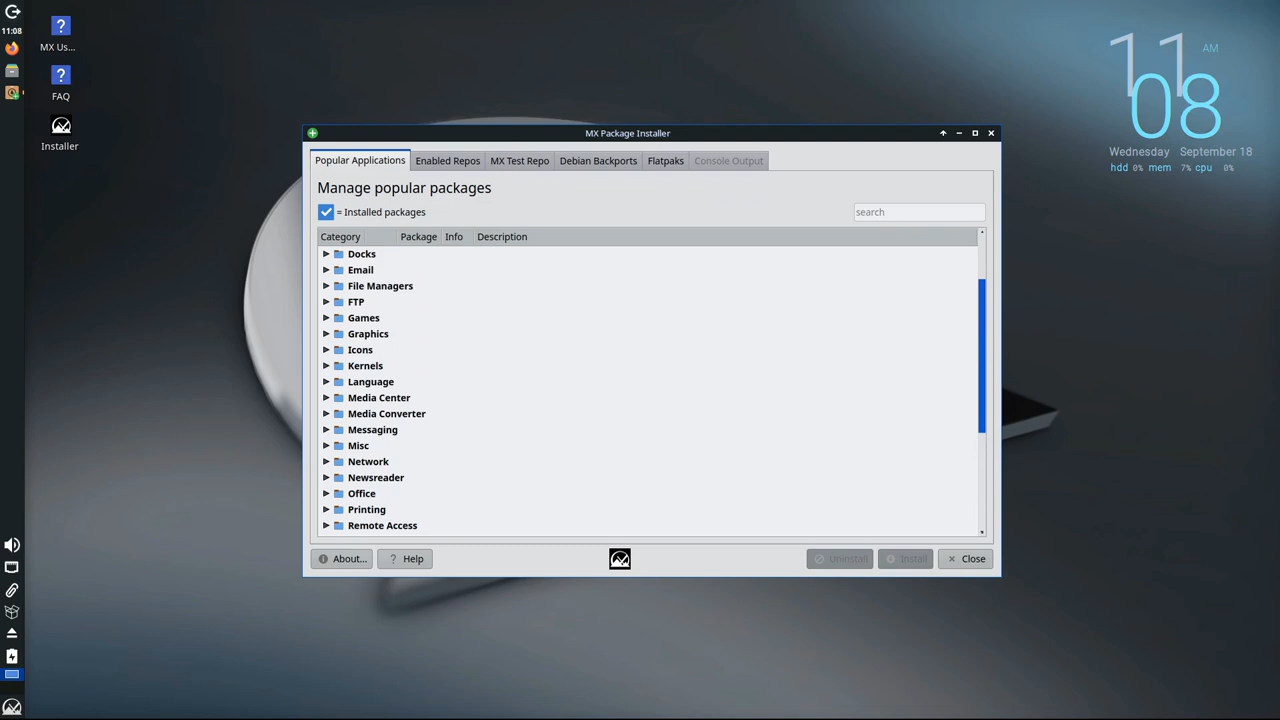 11:08
MX Us...
FAQ
Installer
11
AM
08
Wednesday September 18
hdd 0% mem 7% cpu 0%
MX Package Installer
Popular Applications
Enabled Repos
MX Test Repo
Debian Backports
Flatpaks
Console Output
Manage popular packages
= Installed packages
search
Category Package Info Description
Docks
Email
File Managers
FTP
Games
Graphics
Icons
Kernels
Language
Media Center
Media Converter
Messaging
Misc
Network
Newsreader
Office
Printing
Remote Access
About...
? Help
Uninstall
Install
Close